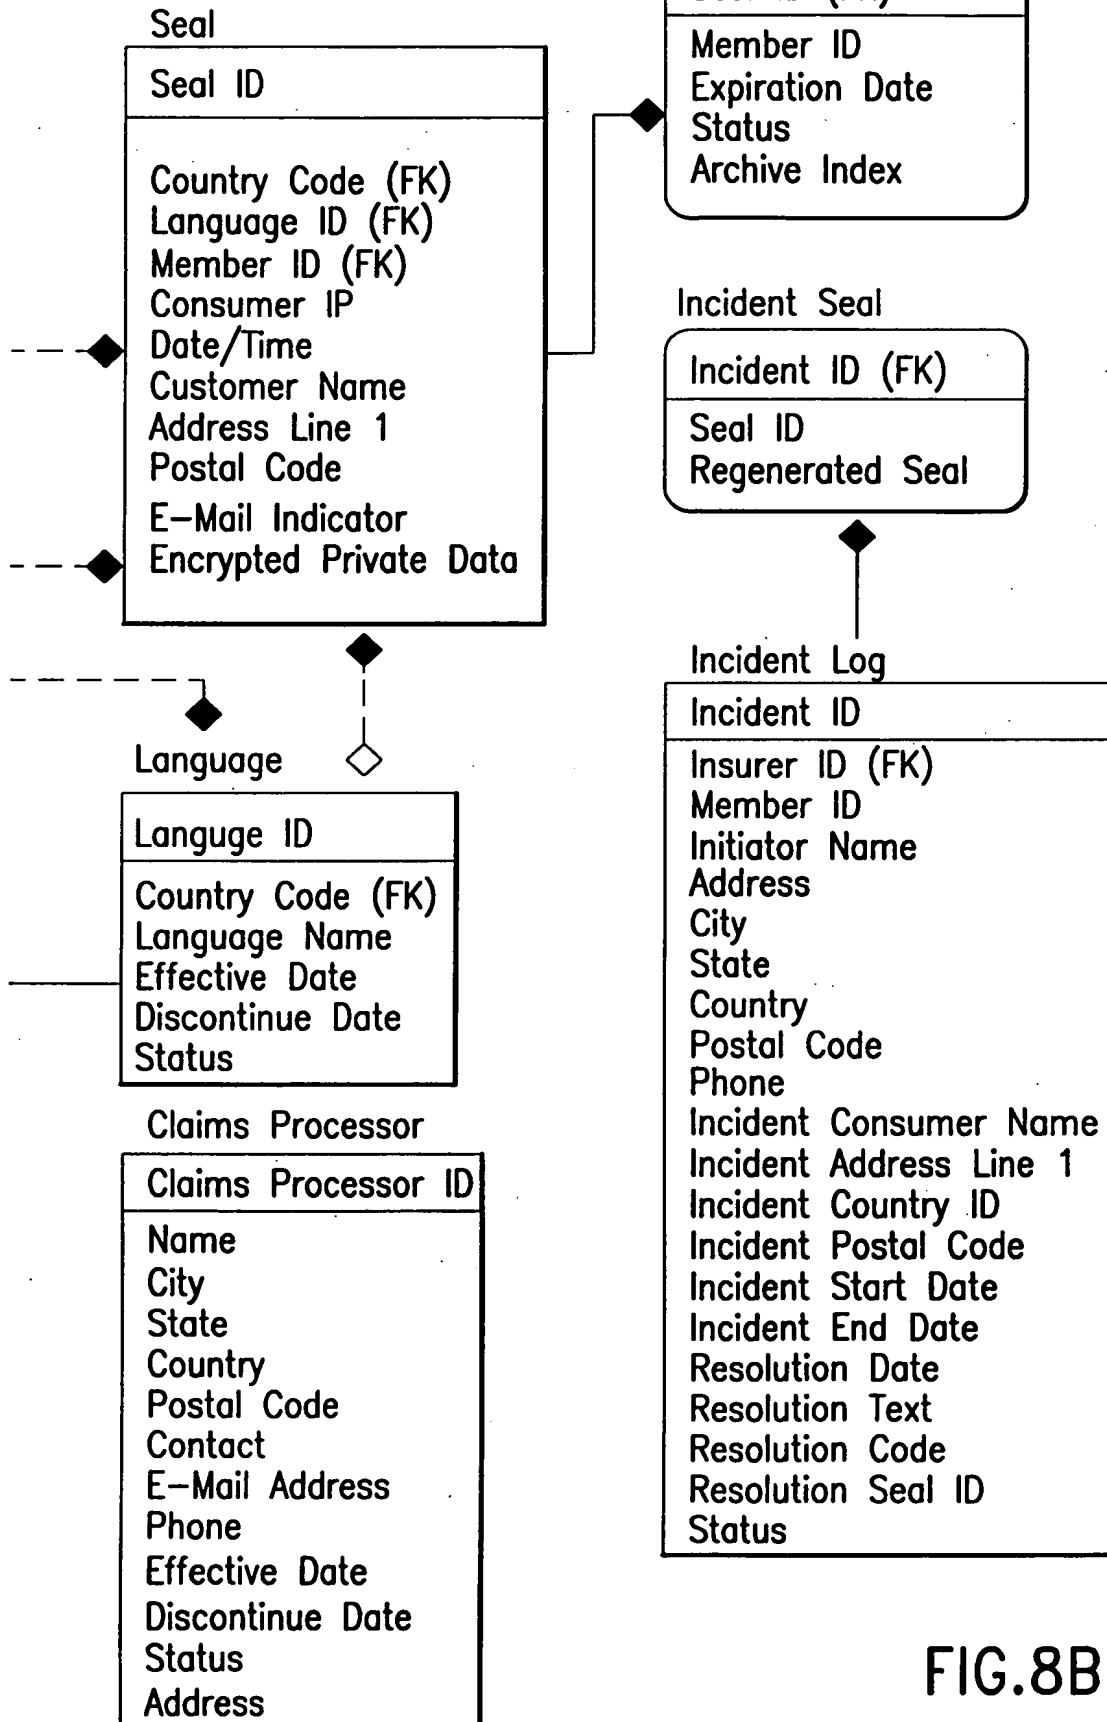 Seal
Seal ID
Country Code (FK)
Language ID (FK)
Member ID (FK)
Consumer IP
Date/Time
Customer Name
Address Line 1
Postal Code
E-Mail Indicator
Encrypted Private Data
Member ID
Expiration Date
Status
Archive Index
Incident Seal
Incident ID (FK)
Seal ID
Regenerated Seal
Language
Languge ID
Country Code (FK)
Language Name
Effective Date
Discontinue Date
Status
Claims Processor
Claims Processor ID
Name
City
State
Country
Postal Code
Contact
E-Mail Address
Phone
Effective Date
Discontinue Date
Status
Address
Incident Log
Incident ID
Insurer ID (FK)
Member ID
Initiator Name
Address
City
State
Country
Postal Code
Phone
Incident Consumer Name
Incident Address Line 1
Incident Country ID
Incident Postal Code
Incident Start Date
Incident End Date
Resolution Date
Resolution Text
Resolution Code
Resolution Seal ID
Status
FIG.8B